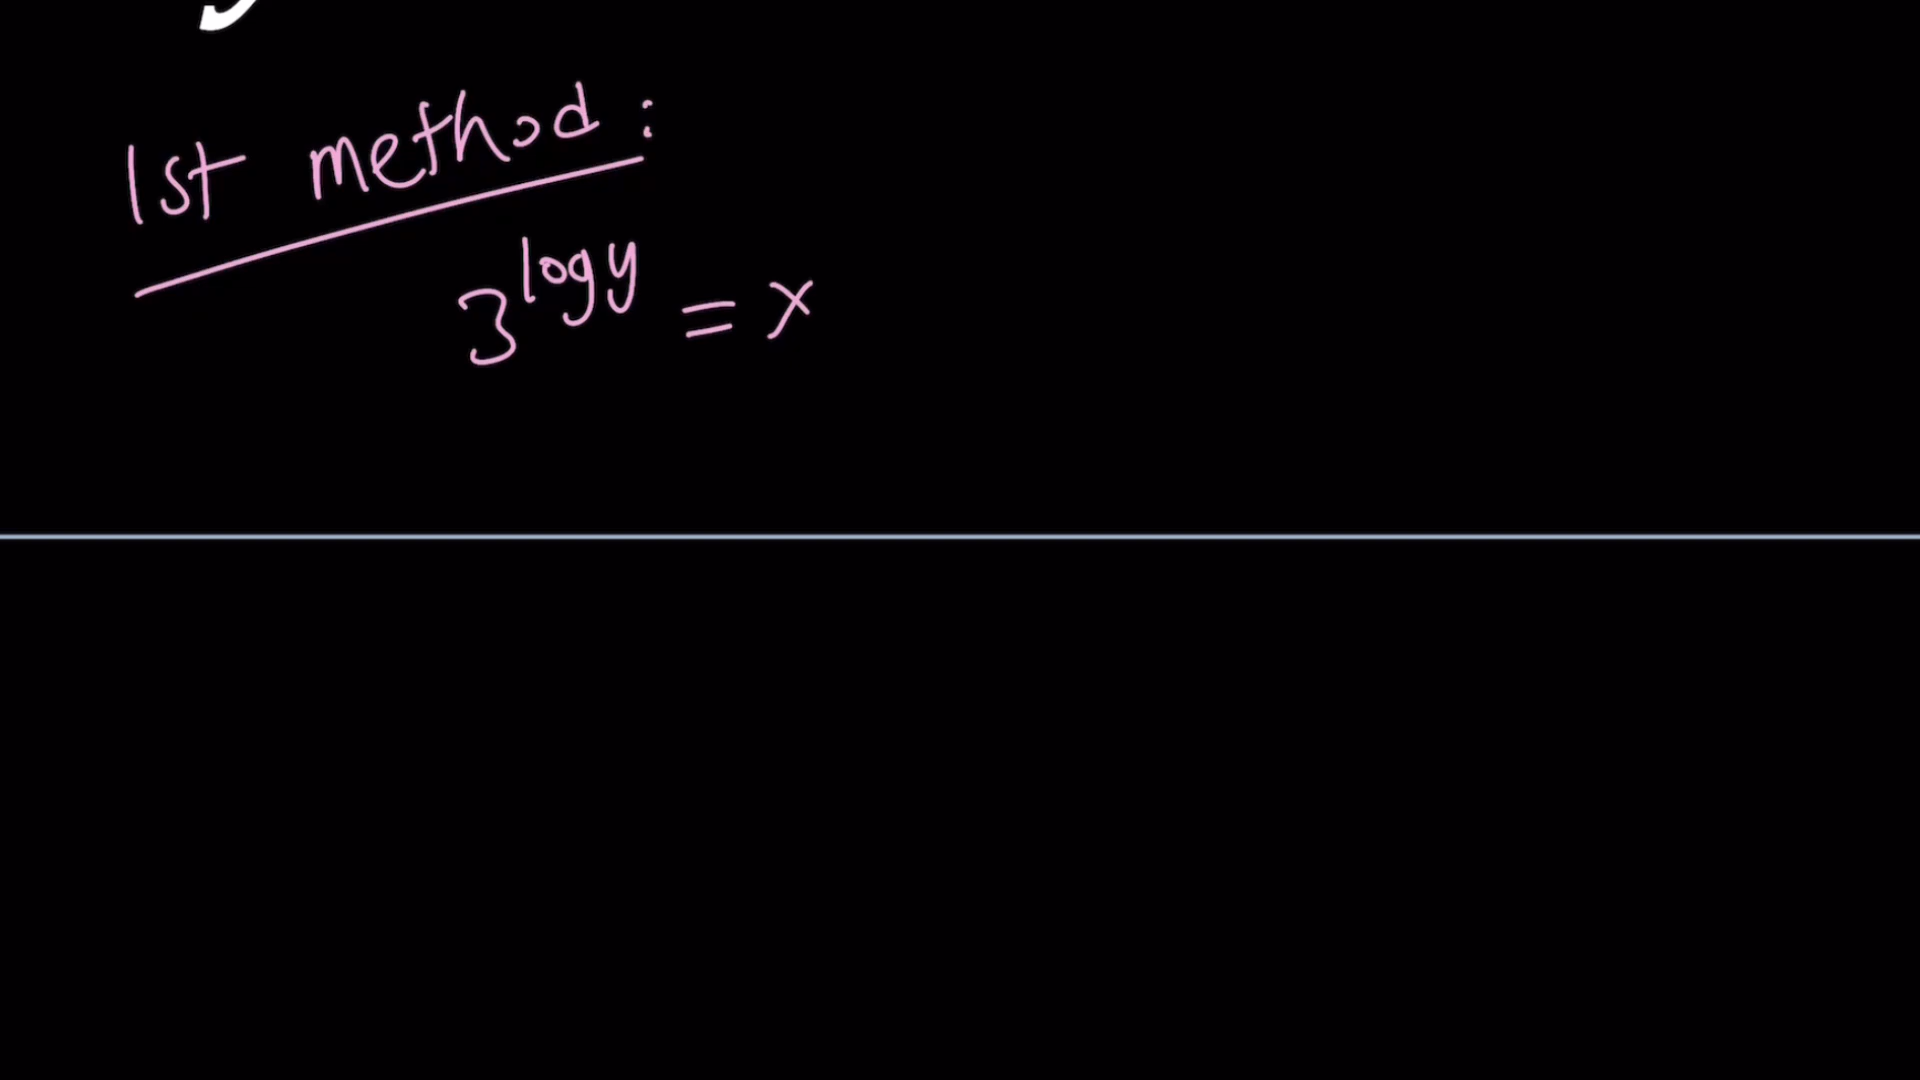 1st method:
3^log y = x